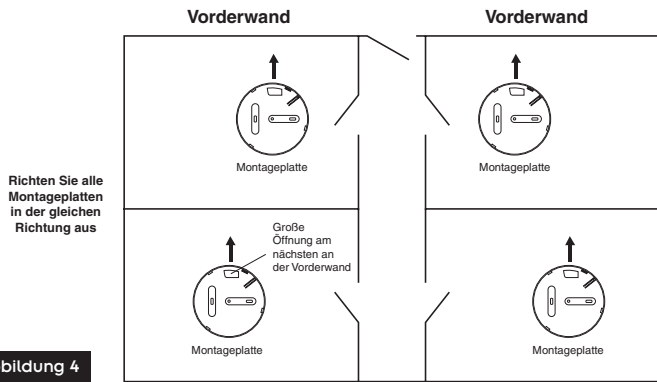 Vorderwand
Vorderwand
Montageplatte
Montageplatte
Richten Sie alle
Montageplatten
in der gleichen
Richtung aus
Große
Öffnung am
nächsten an
der Vorderwand
Montageplatte
Montageplatte
bildung 4